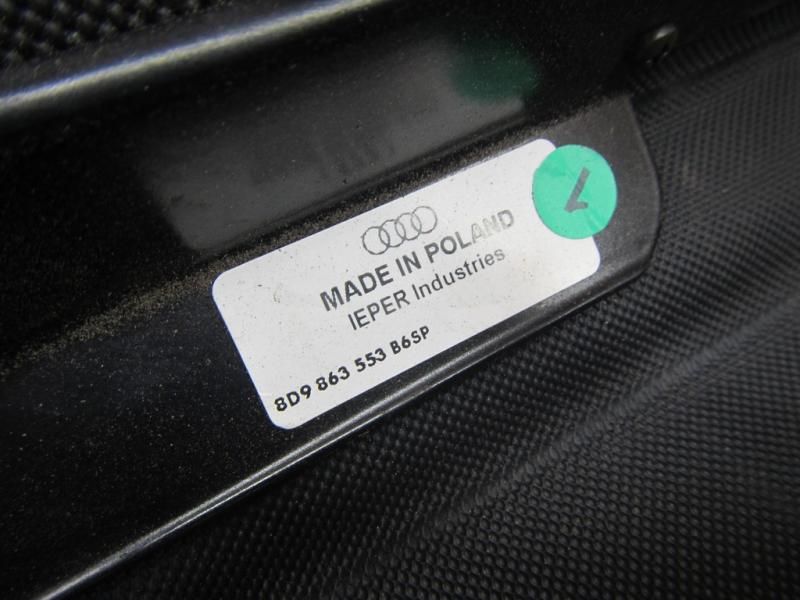 MADE IN POLAND
IEPER Industries
8D9 863 553 B6SP